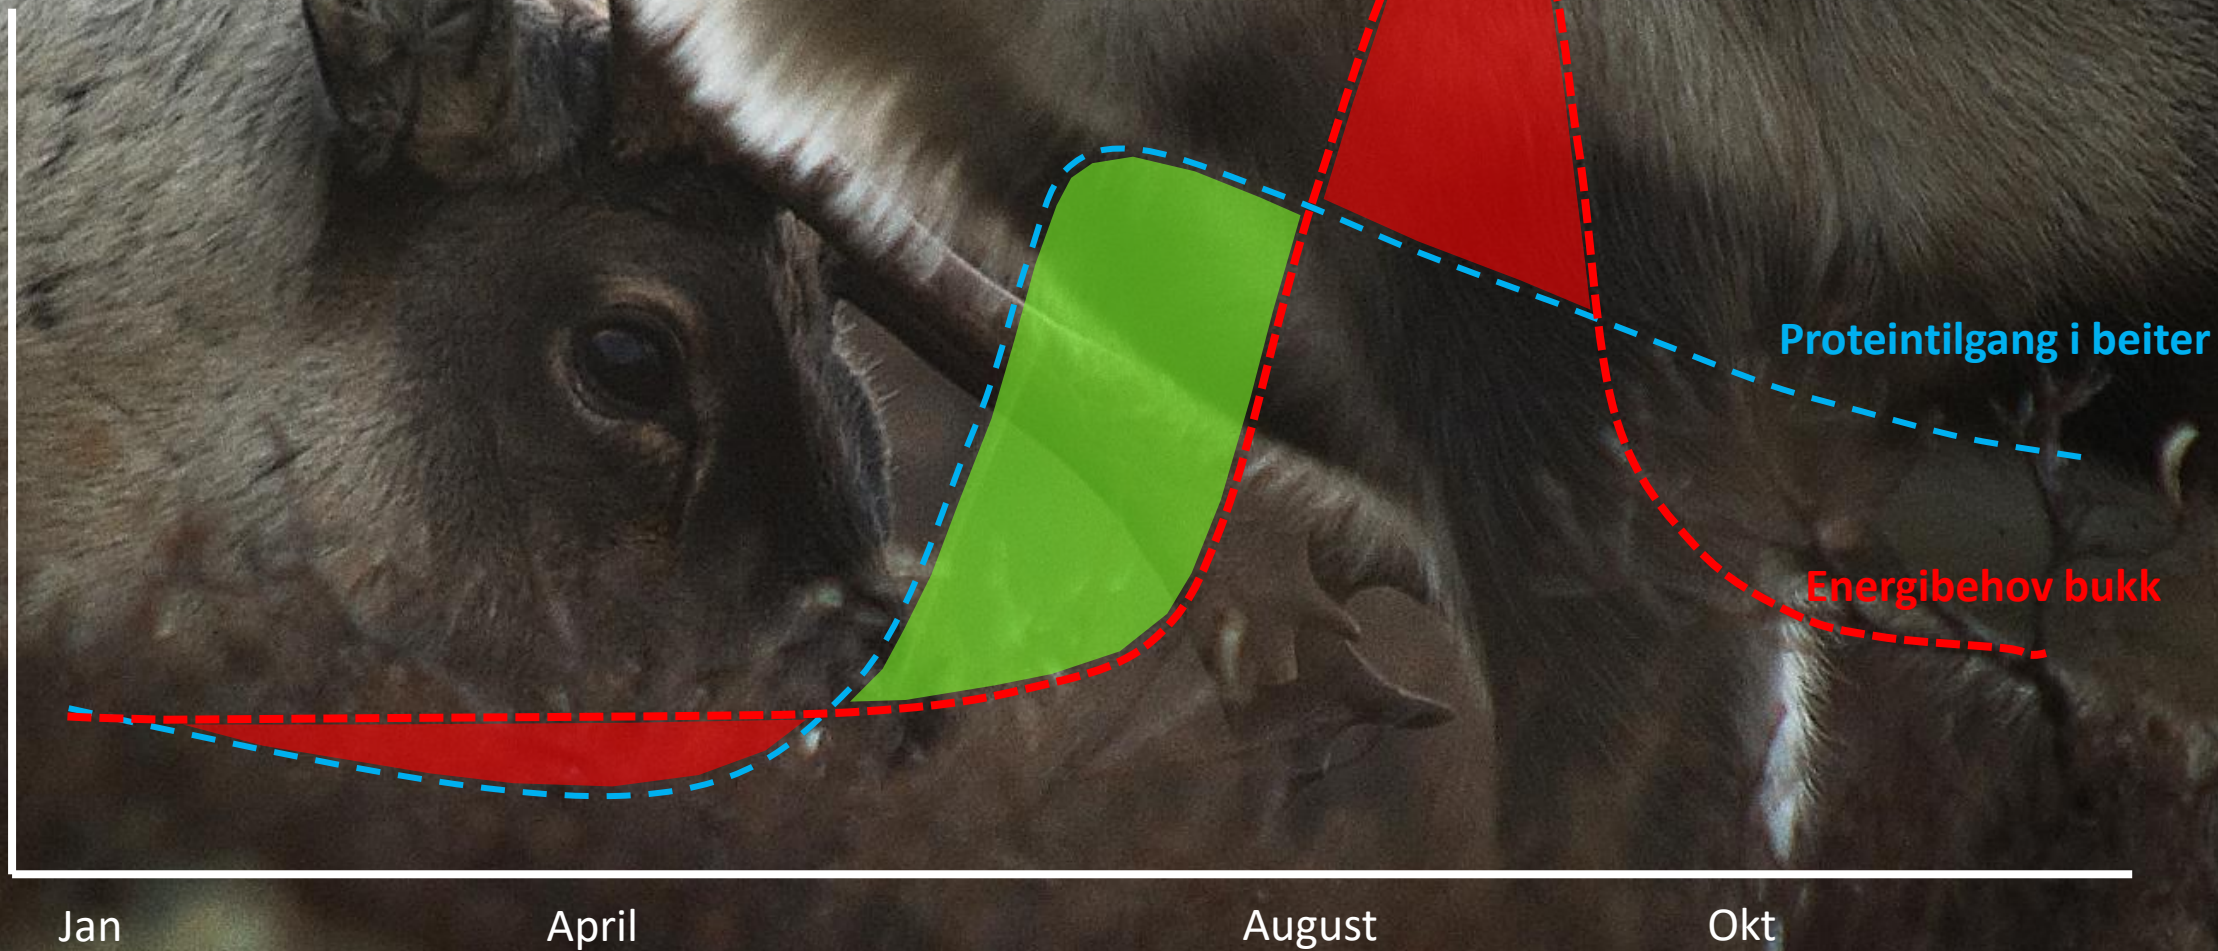 Proteintilgang i beiter
Energibehov bukk
Jan
April
August
Okt